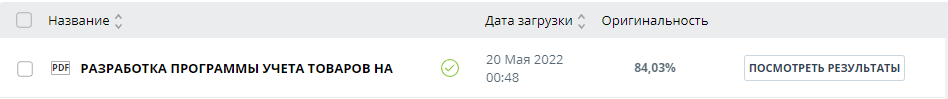 Название Дата загрузки Оригинальность
PDF РАЗРАБОТКА ПРОГРАММЫ УЧЕТА ТОВАРОВ НА 20 Мая 2022 84,03% ПОСМОТРЕТЬ РЕЗУЛЬТАТЫ
00:48